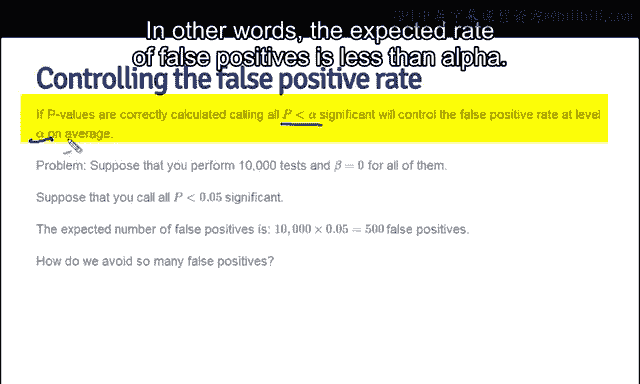 In other words, the expected rate
of false positives is less than alpha.
Controlling the false positive rate
If P-values are correctly calculated calling all P < α significant will control the false positive rate at level
α on average.
Problem: Suppose that you perform 10,000 tests and β = 0 for all of them.
Suppose that you call all P < 0.05 significant.
The expected number of false positives is: 10,000 × 0.05 = 500 false positives.
How do we avoid so many false positives?